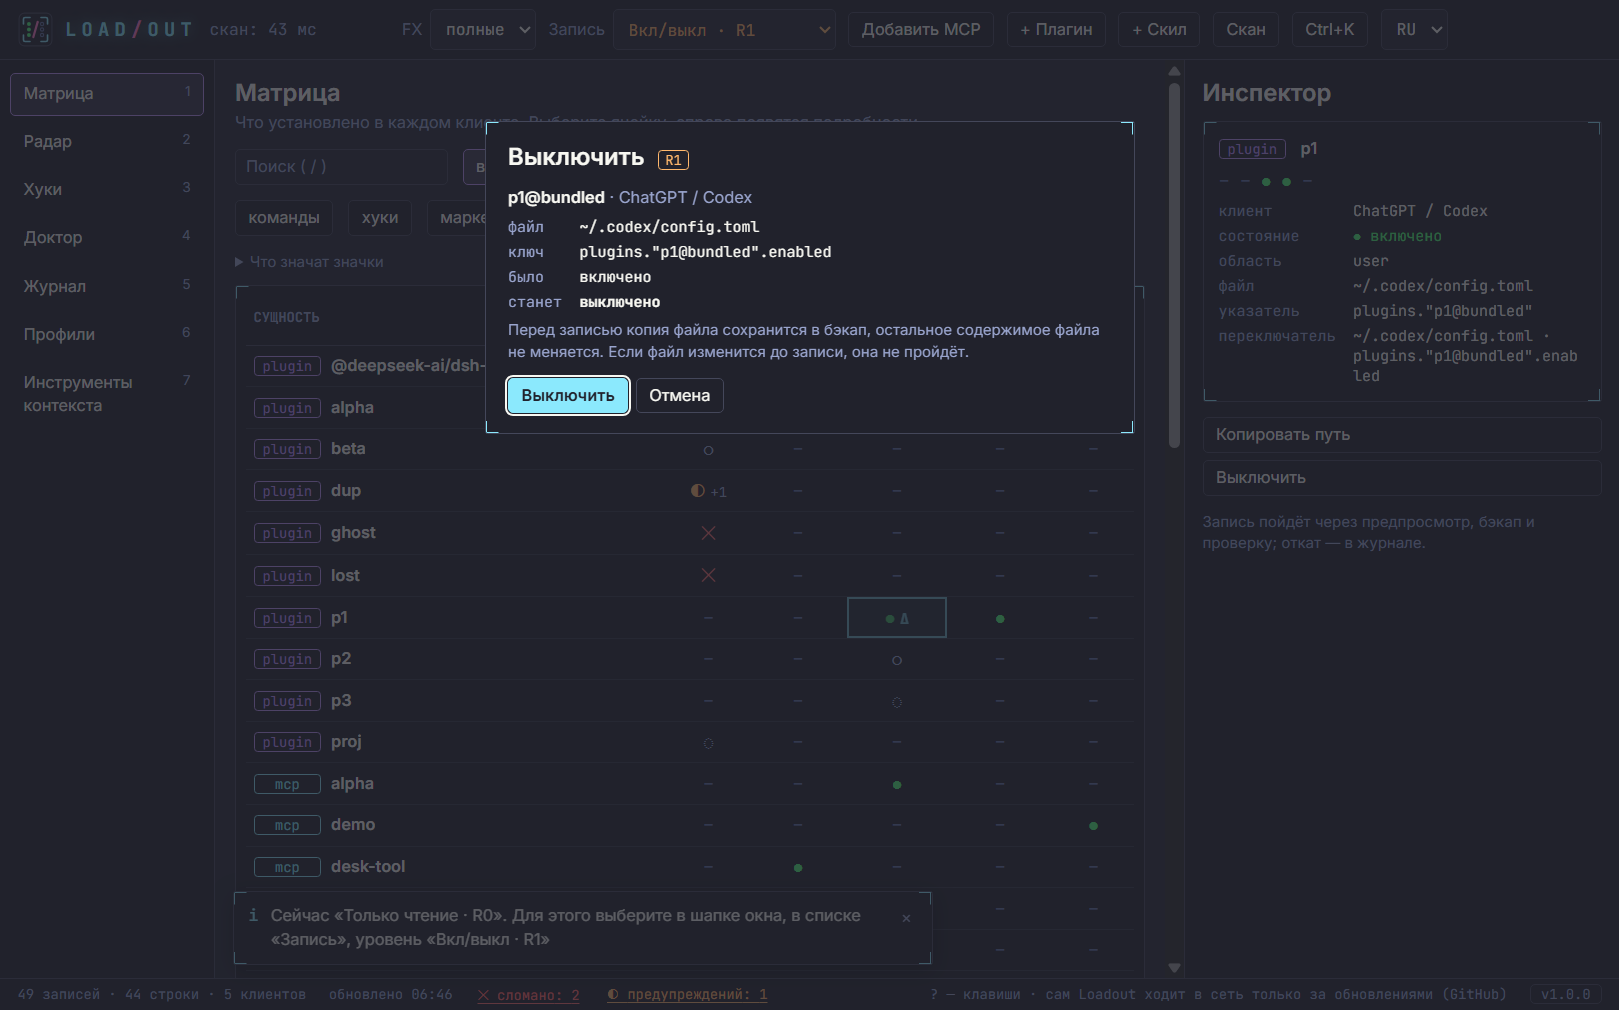 LOAD/OUT скан: 43 мс FX полные Запись Вкл/выкл · R1 Добавить MCP + Плагин + Скил Скан Ctrl+K RU
Матрица 1
Радар 2
Хуки 3
Доктор 4
Журнал 5
Профили 6
Инструменты контекста 7
Матрица
Что установлено в каждом
Поиск ( / )
команды хуки
Что значат значки
СУЩНОСТЬ
plugin @deepseek-ai/dsh-
plugin alpha
plugin beta ○ — — — —
plugin dup ◐ +1 — — — —
plugin ghost × — — — —
plugin lost × — — — —
plugin p1 — — ● Δ ● —
plugin p2 — — ○ — —
plugin p3 — — ◌ — —
plugin proj ◌ — — — —
mcp alpha — — ● — —
mcp demo — — — — ●
mcp desk-tool — ● — — —
Выключить R1
p1@bundled · ChatGPT / Codex
файл ~/.codex/config.toml
ключ plugins."p1@bundled".enabled
было включено
станет выключено
Перед записью копия файла сохранится в бэкап, остальное содержимое файла
не меняется. Если файл изменится до записи, она не пройдёт.
Выключить Отмена
i Сейчас «Только чтение · R0». Для этого выберите в шапке окна, в списке ×
«Запись», уровень «Вкл/выкл · R1»
Инспектор
plugin p1
— — ● ● —
клиент ChatGPT / Codex
состояние ● включено
область user
файл ~/.codex/config.toml
указатель plugins."p1@bundled"
переключатель ~/.codex/config.toml ·
plugins."p1@bundled".enab
led
Копировать путь
Выключить
Запись пойдёт через предпросмотр, бэкап и
проверку; откат — в журнале.
49 записей · 44 строки · 5 клиентов обновлено 06:46 × сломано: 2 ◐ предупреждений: 1 ? — клавиши · сам Loadout ходит в сеть только за обновлениями (GitHub) v1.0.0